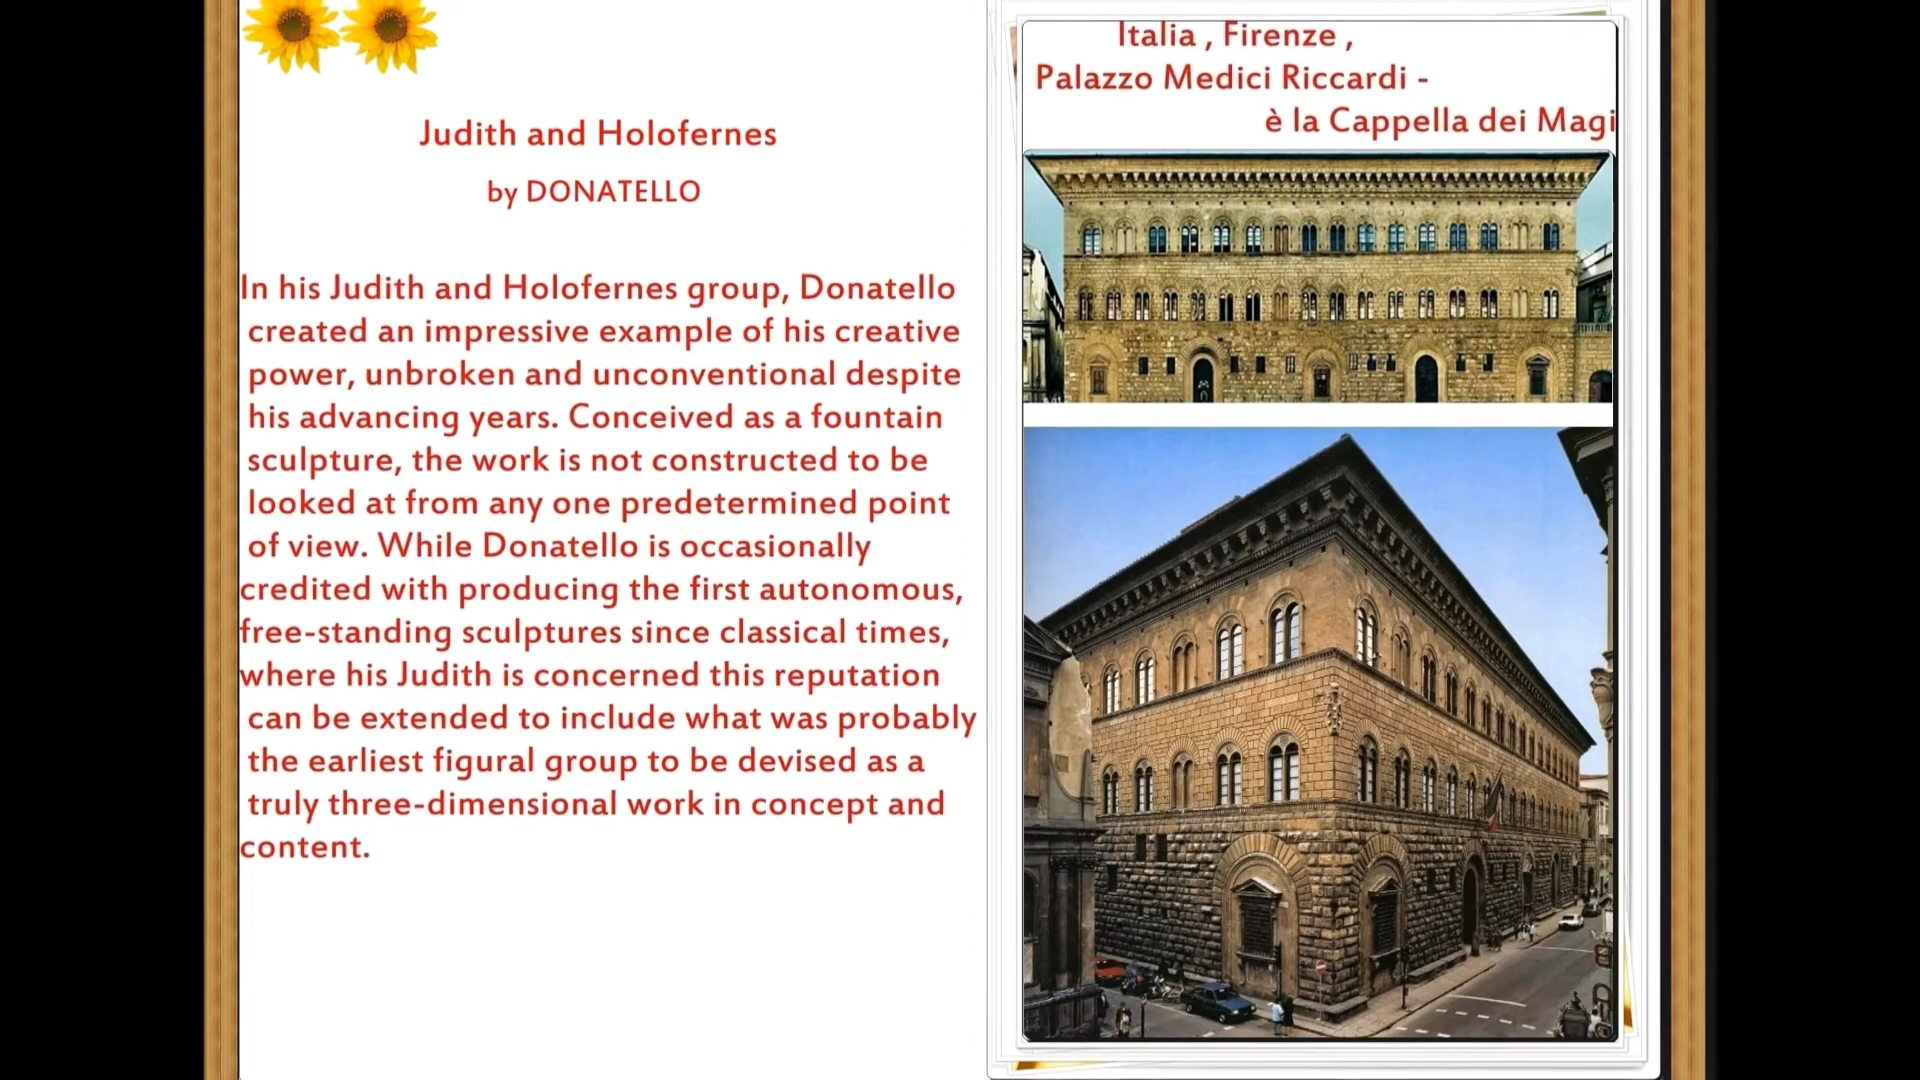 Judith and Holofernes
by DONATELLO
In his Judith and Holofernes group, Donatello
created an impressive example of his creative
power, unbroken and unconventional despite
his advancing years. Conceived as a fountain
sculpture, the work is not constructed to be
looked at from any one predetermined point
of view. While Donatello is occasionally
credited with producing the first autonomous,
free-standing sculptures since classical times,
where his Judith is concerned this reputation
can be extended to include what was probably
the earliest figural group to be devised as a
truly three-dimensional work in concept and
content.
Italia , Firenze ,
Palazzo Medici Riccardi -
è la Cappella dei Magi